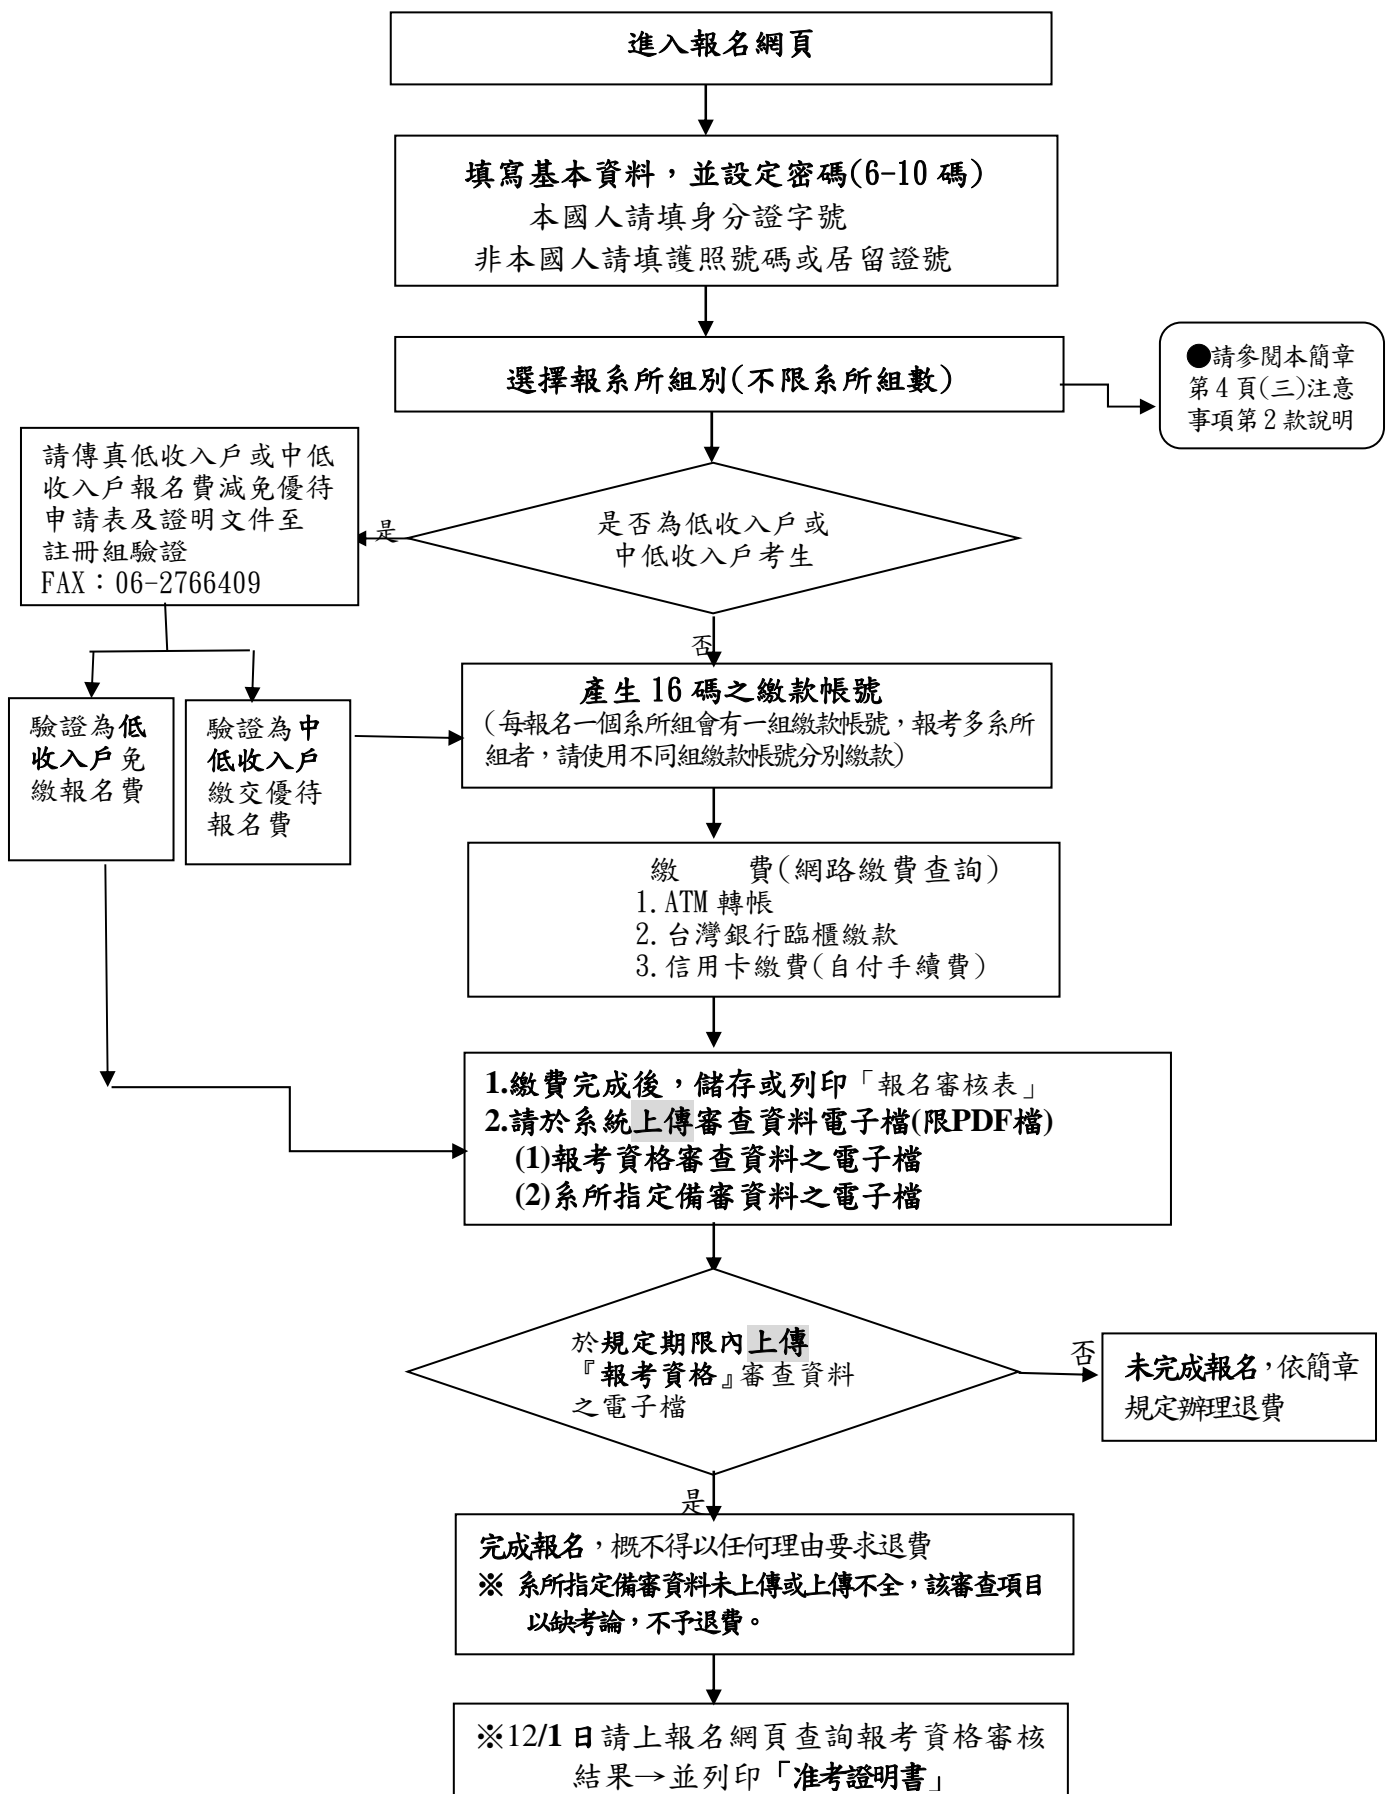 進入報名網頁
填寫基本資料，並設定密碼(6-10 碼)
本國人請填身分證字號
非本國人請填護照號碼或居留證號
選擇報系所組別(不限系所組數)
●請參閱本簡章
第4頁(三)注意
事項第2款說明
請傳真低收入戶或中低
收入戶報名費減免優待
申請表及證明文件至
註冊組驗證
FAX：06-2766409
是
是否為低收入戶或
中低收入戶考生
否
產生 16 碼之繳款帳號
(每報名一個系所組會有一組繳款帳號，報考多系所
組者，請使用不同組繳款帳號分別繳款)
驗證為低
收入戶免
繳報名費
驗證為中
低收入戶
繳交優待
報名費
繳　　費(網路繳費查詢)
1.ATM 轉帳
2.台灣銀行臨櫃繳款
3.信用卡繳費(自付手續費)
1.繳費完成後，儲存或列印「報名審核表」
2.請於系統上傳審查資料電子檔(限PDF檔)
(1)報考資格審查資料之電子檔
(2)系所指定備審資料之電子檔
於規定期限內上傳
『報考資格』審查資料
之電子檔
否
未完成報名，依簡章
規定辦理退費
是
完成報名，概不得以任何理由要求退費
※ 系所指定備審資料未上傳或上傳不全，該審查項目
以缺考論，不予退費。
※12/1 日請上報名網頁查詢報考資格審核
結果→並列印「准考證明書」